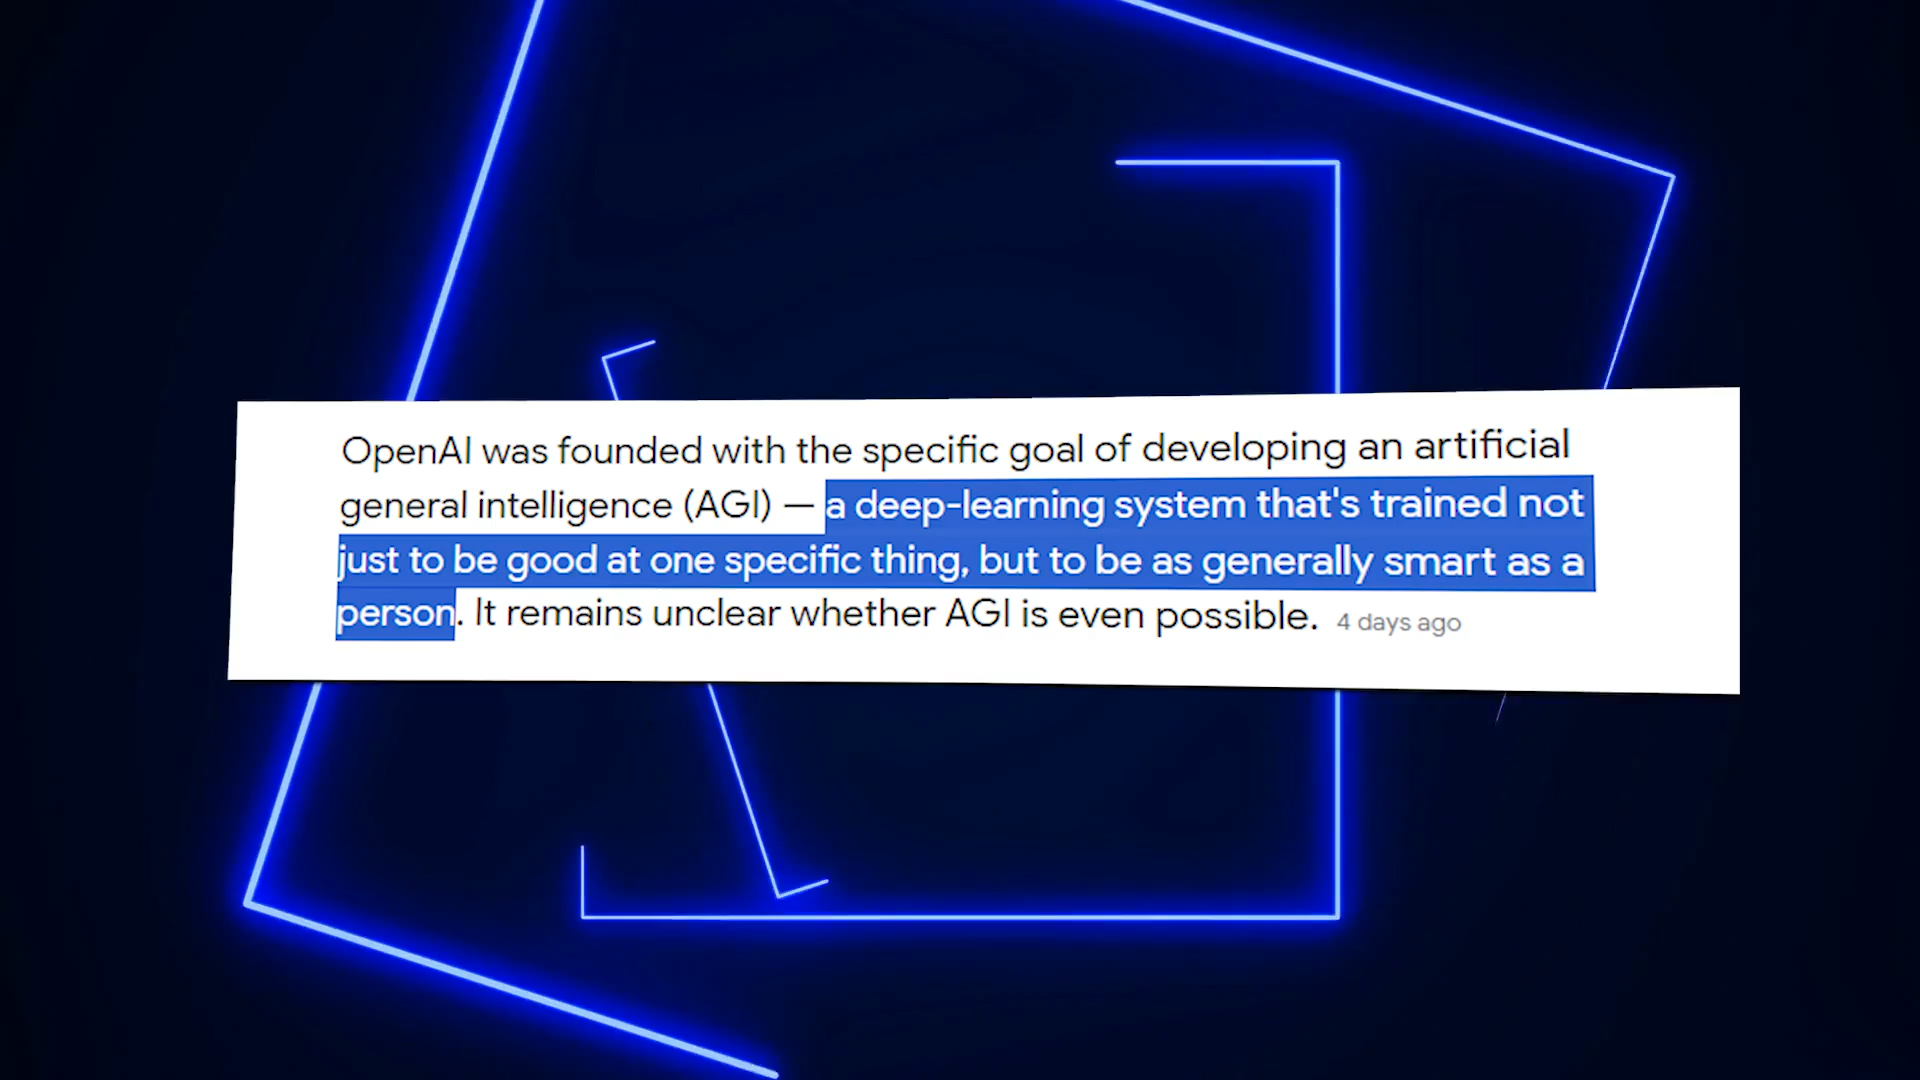 OpenAI was founded with the specific goal of developing an artificial
general intelligence (AGI) — a deep-learning system that's trained not
just to be good at one specific thing, but to be as generally smart as a
person. It remains unclear whether AGI is even possible. 4 days ago